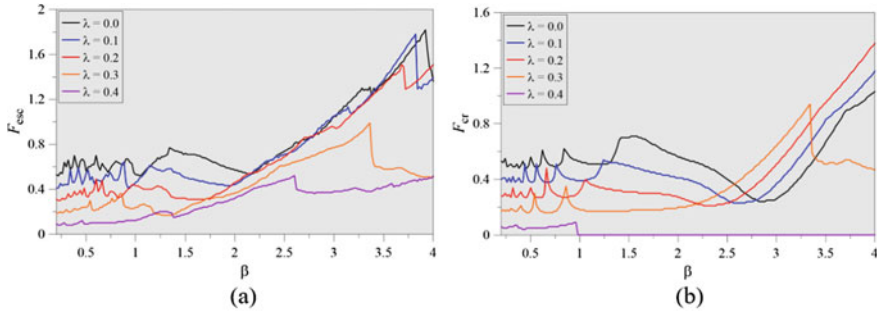 2
1.6
1.2
0.8
0.4
0
F_esc
λ = 0.0
λ = 0.1
λ = 0.2
λ = 0.3
λ = 0.4
0.5 1 1.5 2 2.5 3 3.5 4
β
(a)
1.6
1.2
0.8
0.4
0
F_cr
λ = 0.0
λ = 0.1
λ = 0.2
λ = 0.3
λ = 0.4
0.5 1 1.5 2 2.5 3 3.5 4
β
(b)